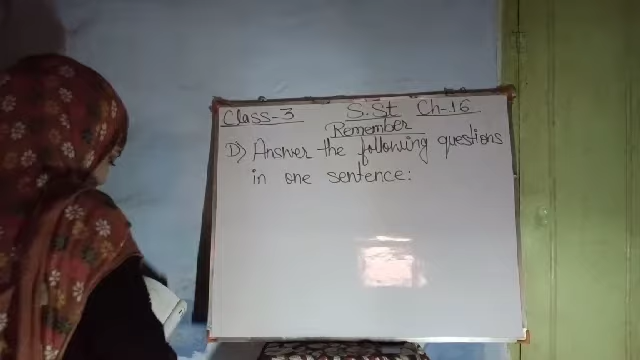 Class-3 S.St Ch-16
Remember
D) Answer the following questions
in one sentence: